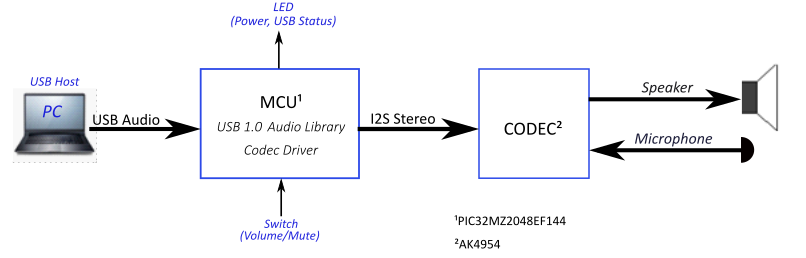 LED
(Power, USB Status)
USB Host
PC
USB Audio
MCU¹
USB 1.0 Audio Library
Codec Driver
I2S Stereo
CODEC²
Speaker
Microphone
Switch
(Volume/Mute)
¹PIC32MZ2048EF144
²AK4954